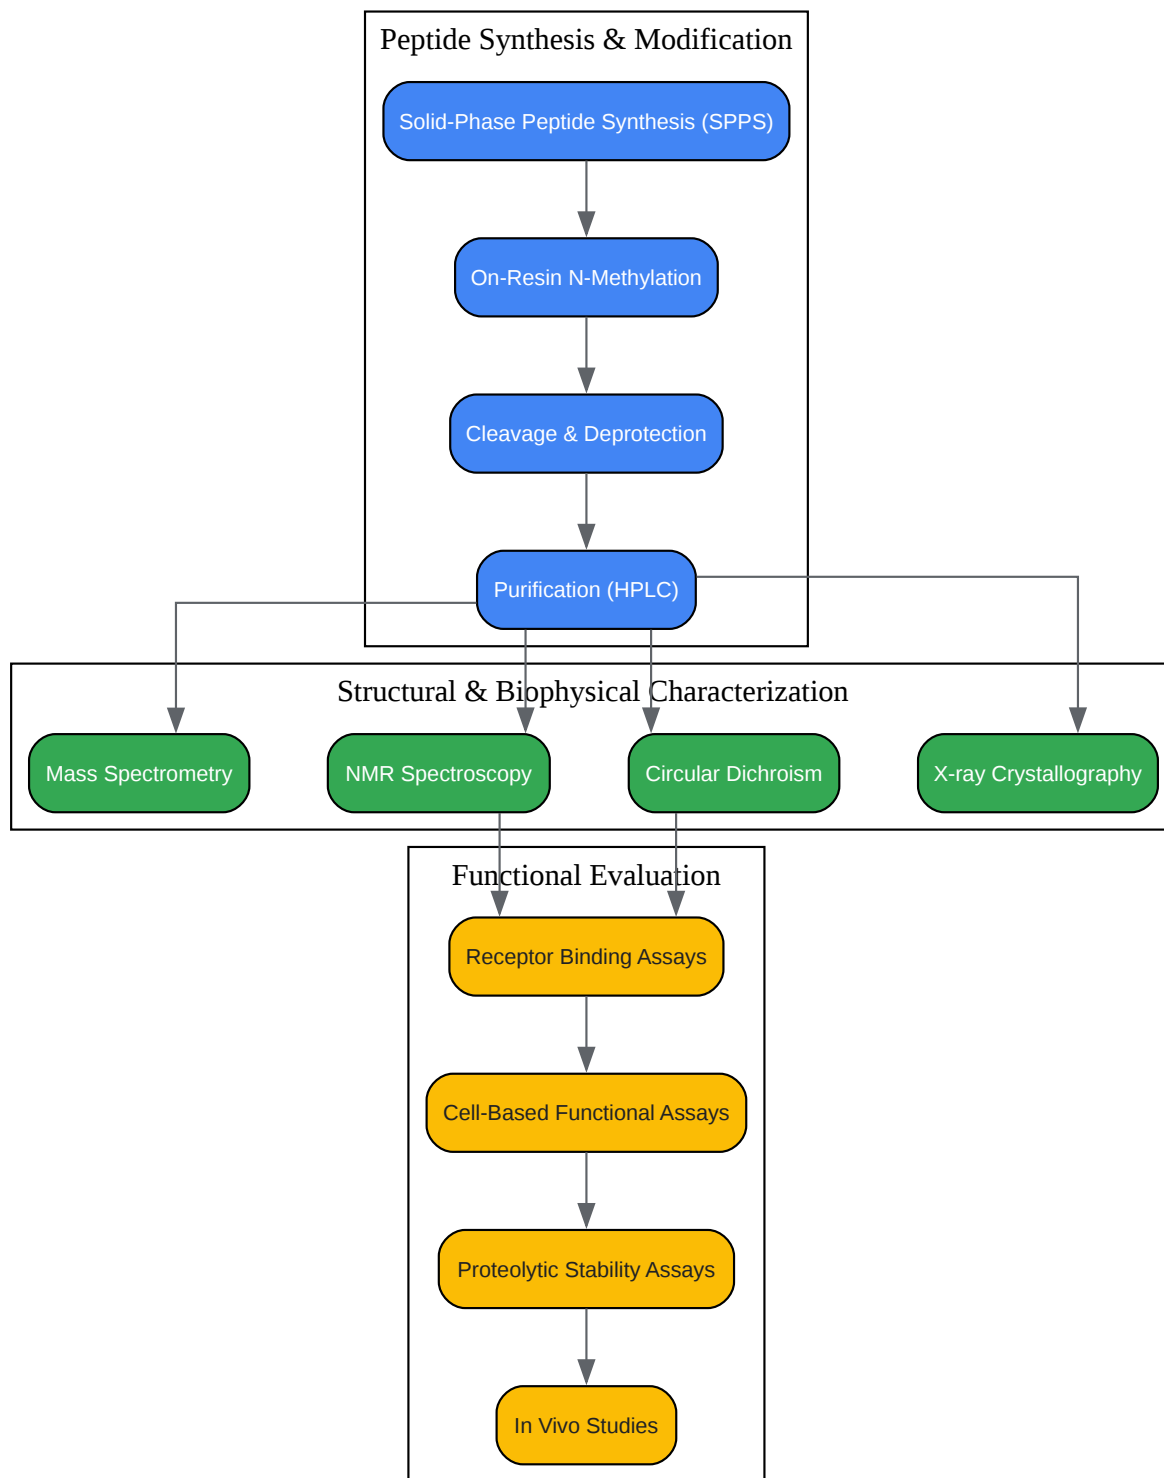 Peptide Synthesis & Modification
Solid-Phase Peptide Synthesis (SPPS)
On-Resin N-Methylation
Cleavage & Deprotection
Purification (HPLC)
Structural & Biophysical Characterization
Mass Spectrometry
NMR Spectroscopy
Circular Dichroism
X-ray Crystallography
Functional Evaluation
Receptor Binding Assays
Cell-Based Functional Assays
Proteolytic Stability Assays
In Vivo Studies